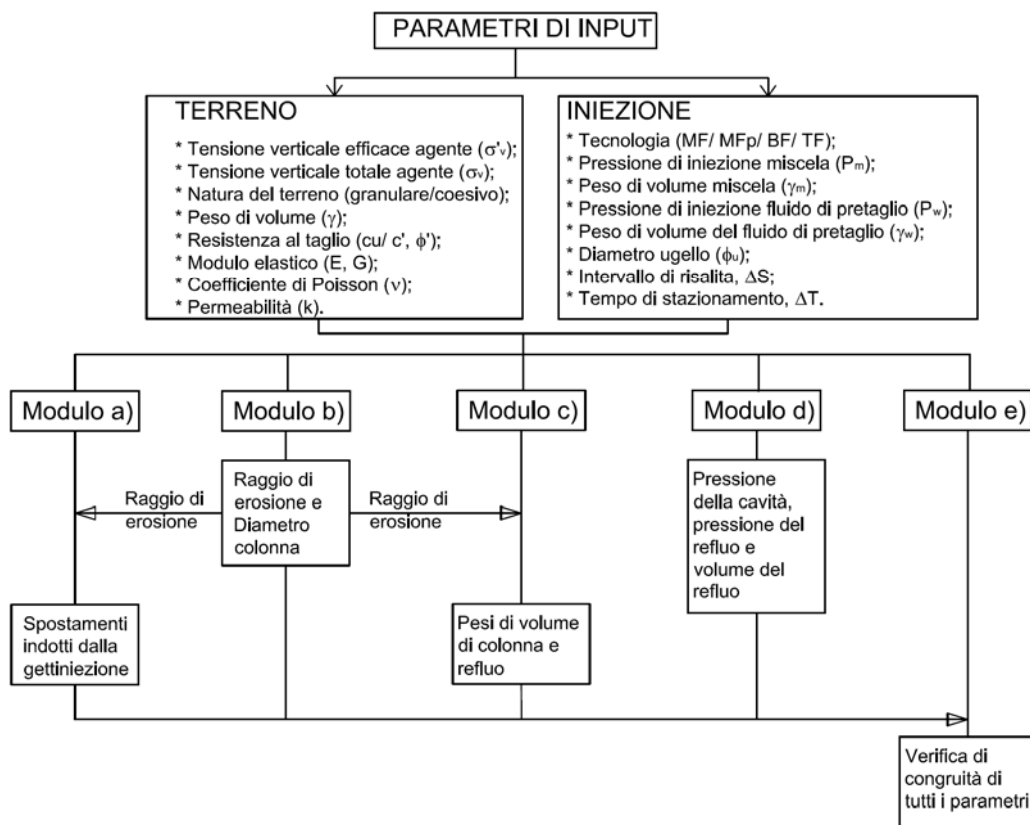 PARAMETRI DI INPUT
TERRENO
* Tensione verticale efficace agente (σ'v);
* Tensione verticale totale agente (σv);
* Natura del terreno (granulare/coesivo);
* Peso di volume (γ);
* Resistenza al taglio (cu/ c', ϕ');
* Modulo elastico (E, G);
* Coefficiente di Poisson (ν);
* Permeabilità (k).
INIEZIONE
* Tecnologia (MF/ MFp/ BF/ TF);
* Pressione di iniezione miscela (Pm);
* Peso di volume miscela (γm);
* Pressione di iniezione fluido di pretaglio (Pw);
* Peso di volume del fluido di pretaglio (γw);
* Diametro ugello (ϕu);
* Intervallo di risalita, ΔS;
* Tempo di stazionamento, ΔT.
Modulo a)
Modulo b)
Modulo c)
Modulo d)
Modulo e)
Raggio di
erosione
Raggio di
erosione e
Diametro
colonna
Raggio di
erosione
Pressione
della cavità,
pressione del
refluo e
volume del
refluo
Spostamenti
indotti dalla
gettiniezione
Pesi di volume
di colonna e
refluo
Verifica di
congruità di
tutti i parametri